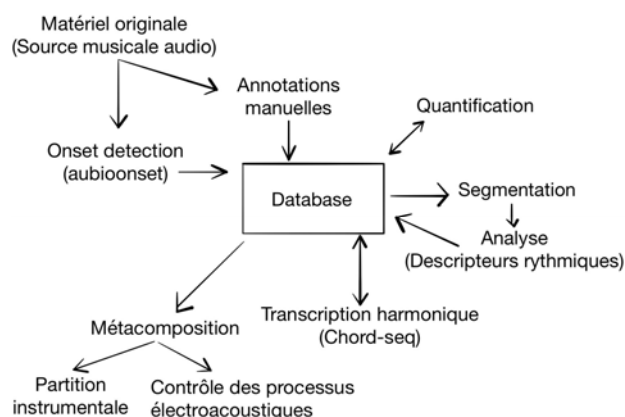 Matériel originale
(Source musicale audio)
Annotations
manuelles
Quantification
Onset detection
(aubioonset)
Database
Segmentation
Analyse
(Descripteurs rythmiques)
Transcription harmonique
(Chord-seq)
Métacomposition
Partition
instrumentale
Contrôle des processus
électroacoustiques